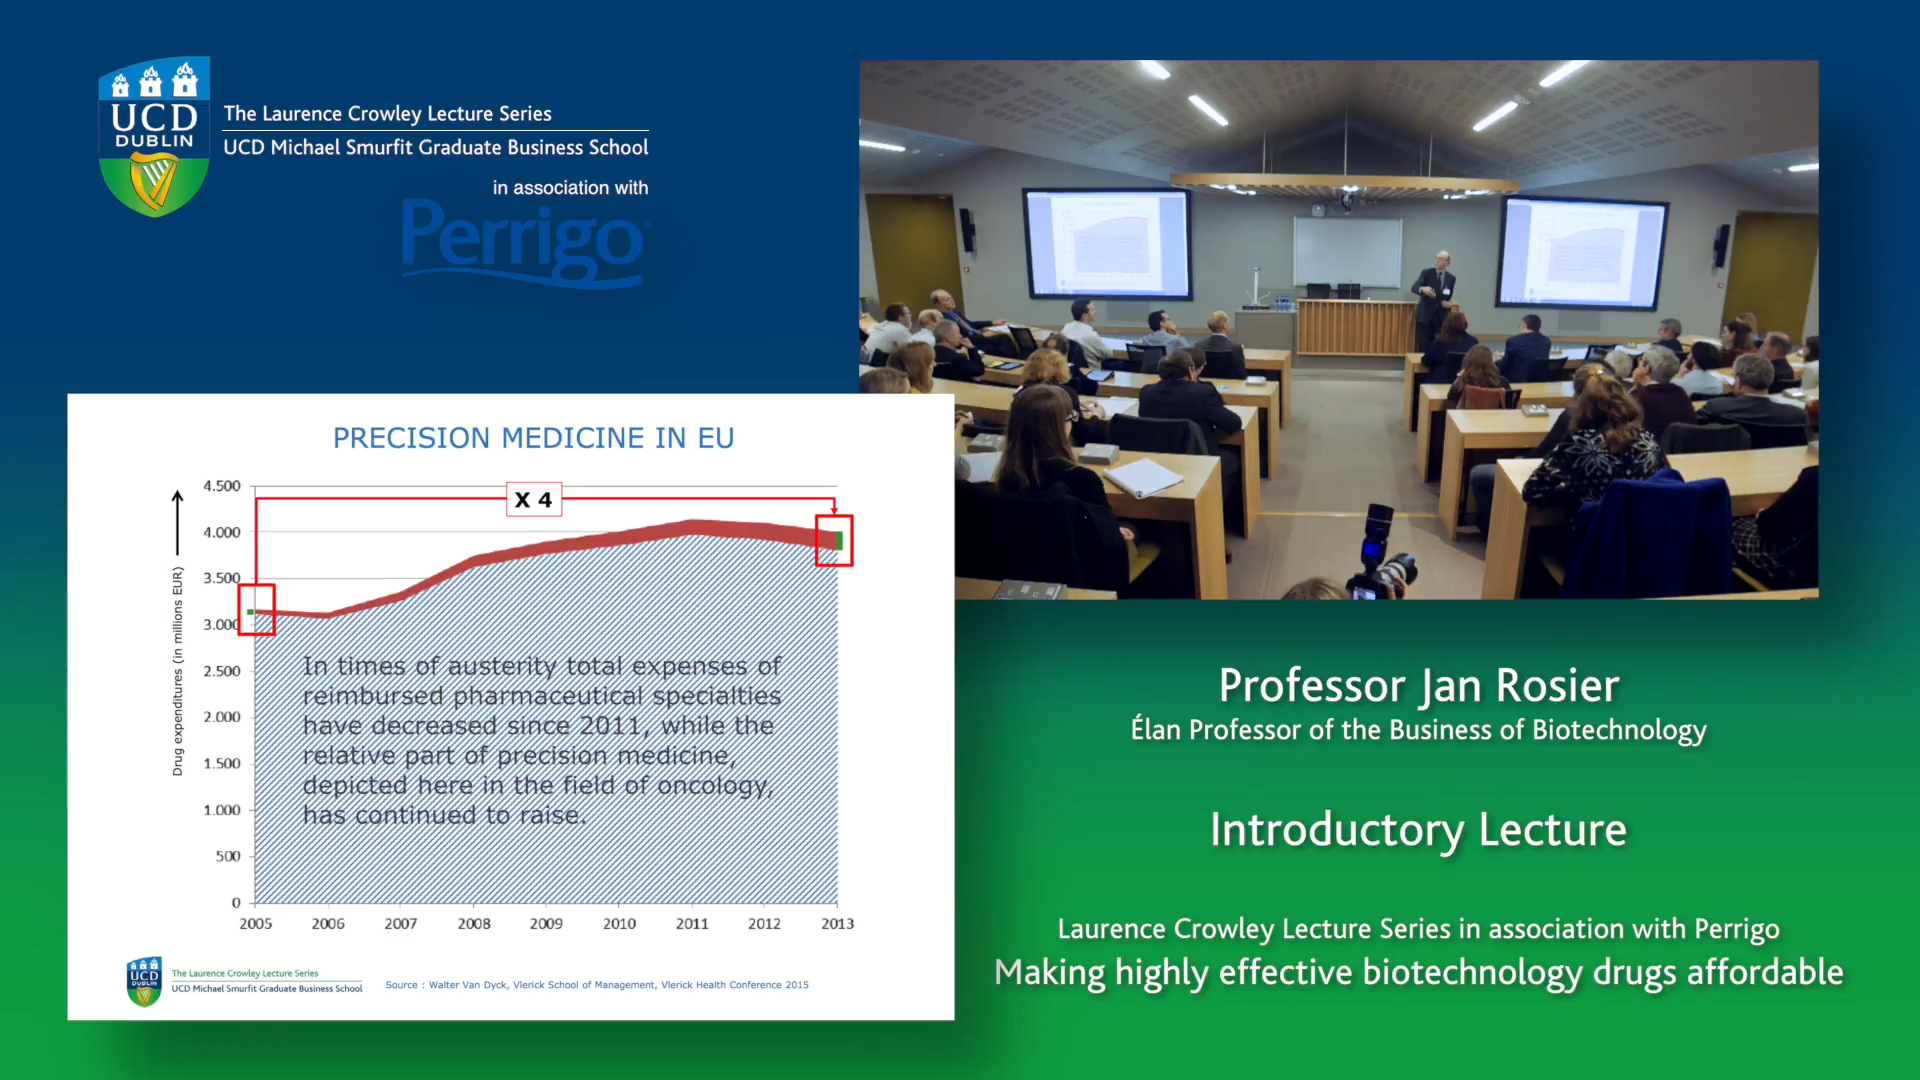 UCD
DUBLIN
The Laurence Crowley Lecture Series
UCD Michael Smurfit Graduate Business School
in association with
Perrigo
PRECISION MEDICINE IN EU
X 4
Drug expenditures (in millions EUR)
4.500
4.000
3.500
3.000
2.500
2.000
1.500
1.000
500
0
In times of austerity total expenses of
reimbursed pharmaceutical specialties
have decreased since 2011, while the
relative part of precision medicine,
depicted here in the field of oncology,
has continued to raise.
2005 2006 2007 2008 2009 2010 2011 2012 2013
UCD
DUBLIN
The Laurence Crowley Lecture Series
UCD Michael Smurfit Graduate Business School
Source : Walter Van Dyck, Vlerick School of Management, Vlerick Health Conference 2015
Professor Jan Rosier
Élan Professor of the Business of Biotechnology
Introductory Lecture
Laurence Crowley Lecture Series in association with Perrigo
Making highly effective biotechnology drugs affordable